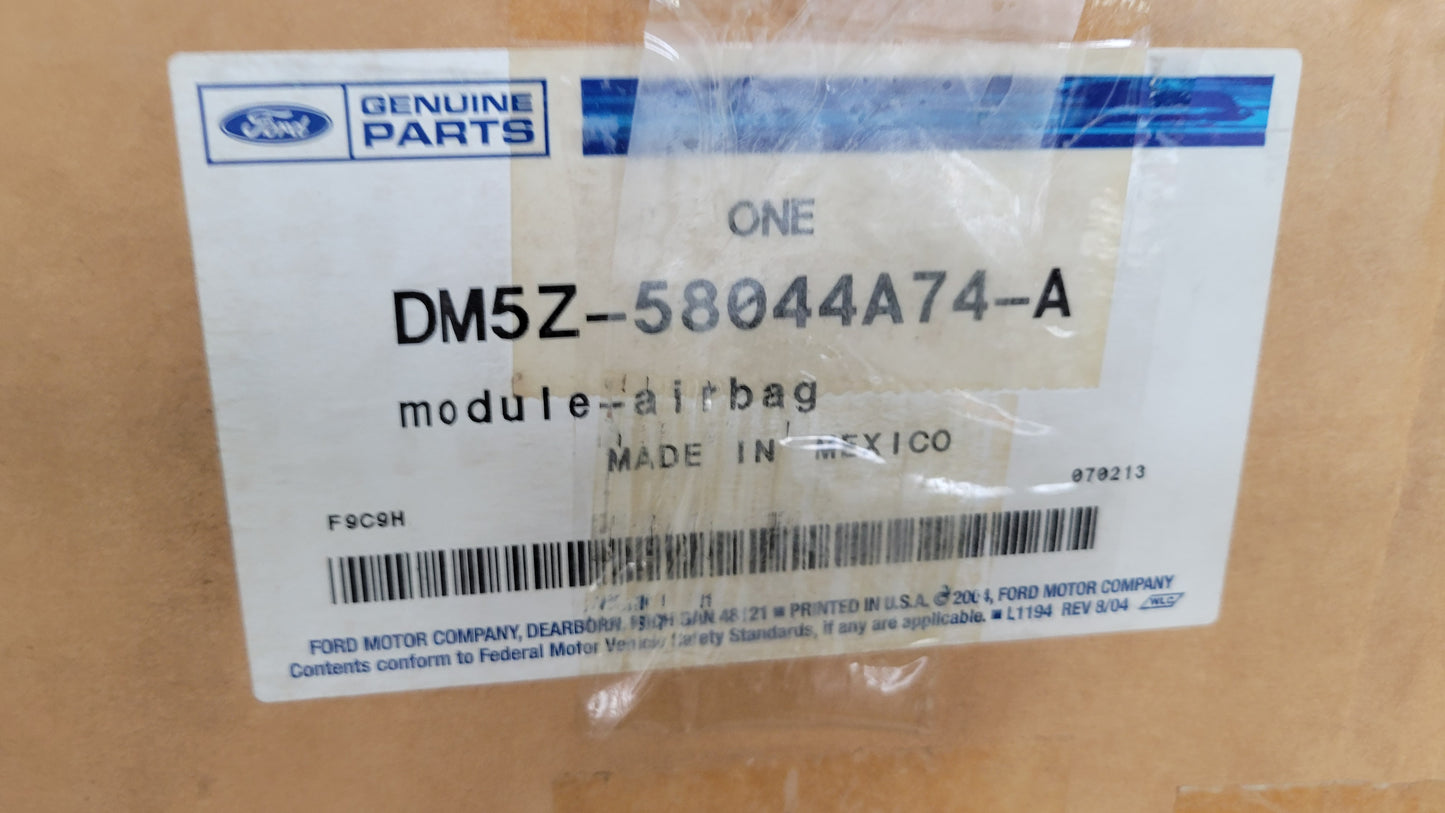 Ford GENUINE
PARTS
ONE
DM5Z-58044A74-A
module-airbag
MADE IN MEXICO
070213
F9C9H
FORD MOTOR COMPANY, DEARBORN, 48121 ■ PRINTED IN U.S.A. © 2004, FORD MOTOR COMPANY
Contents conform to Federal Motor Vehicle Safety Standards, if any are applicable. ■ L1194 REV 8/04 WLC